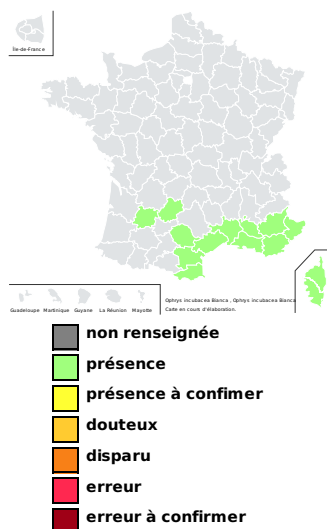 Île-de-France
Guadeloupe Martinique Guyane La Réunion Mayotte
Ophrys incubacea Bianca , Ophrys incubacea Bianca
Carte en cours d'élaboration.
non renseignée
présence
présence à confimer
douteux
disparu
erreur
erreur à confirmer